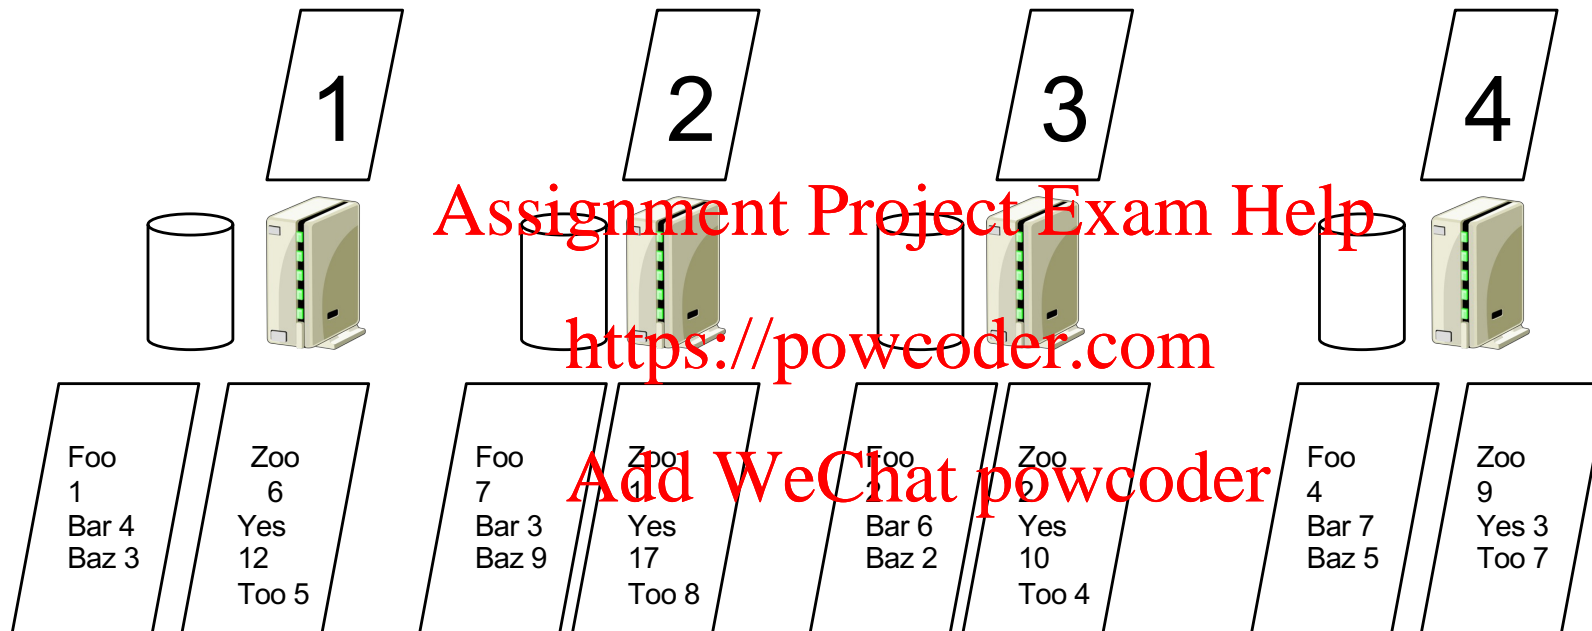 1
2
3
4
Assignment Project Exam Help
https://powcoder.com
Add WeChat powcoder
Foo
1
Bar 4
Baz 3
Zoo
6
Yes
12
Too 5
Foo
7
Bar 3
Baz 9
Zoo
1
Yes
17
Too 8
Foo
2
Bar 6
Baz 2
Zoo
2
Yes
10
Too 4
Foo
4
Bar 7
Baz 5
Zoo
9
Yes 3
Too 7